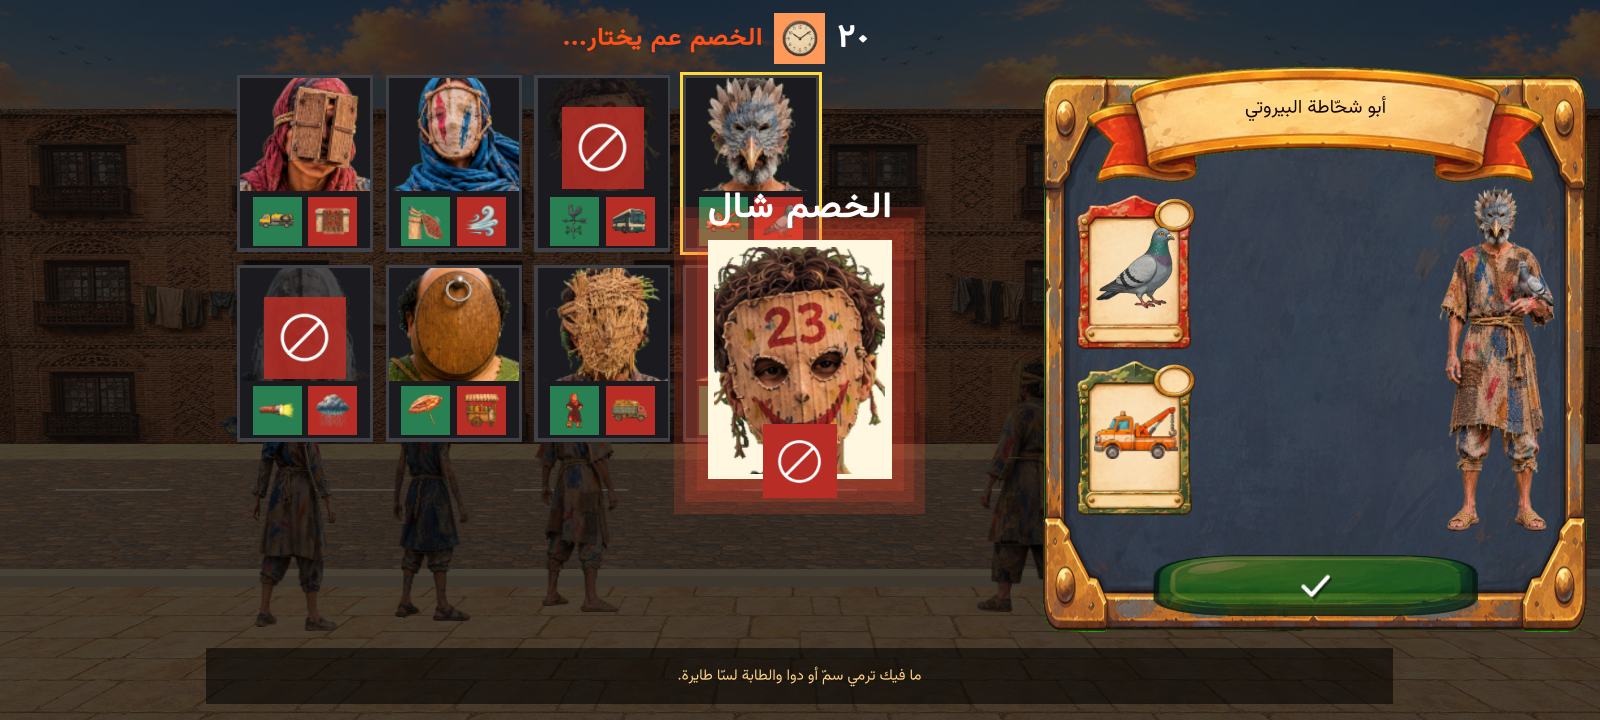 ٢٠
الخصم عم يختار...
أبو شحّاطة البيروتي
الخصم شال
23
ما فيك ترمي سمّ أو دوا والطابة لسّا طايرة.